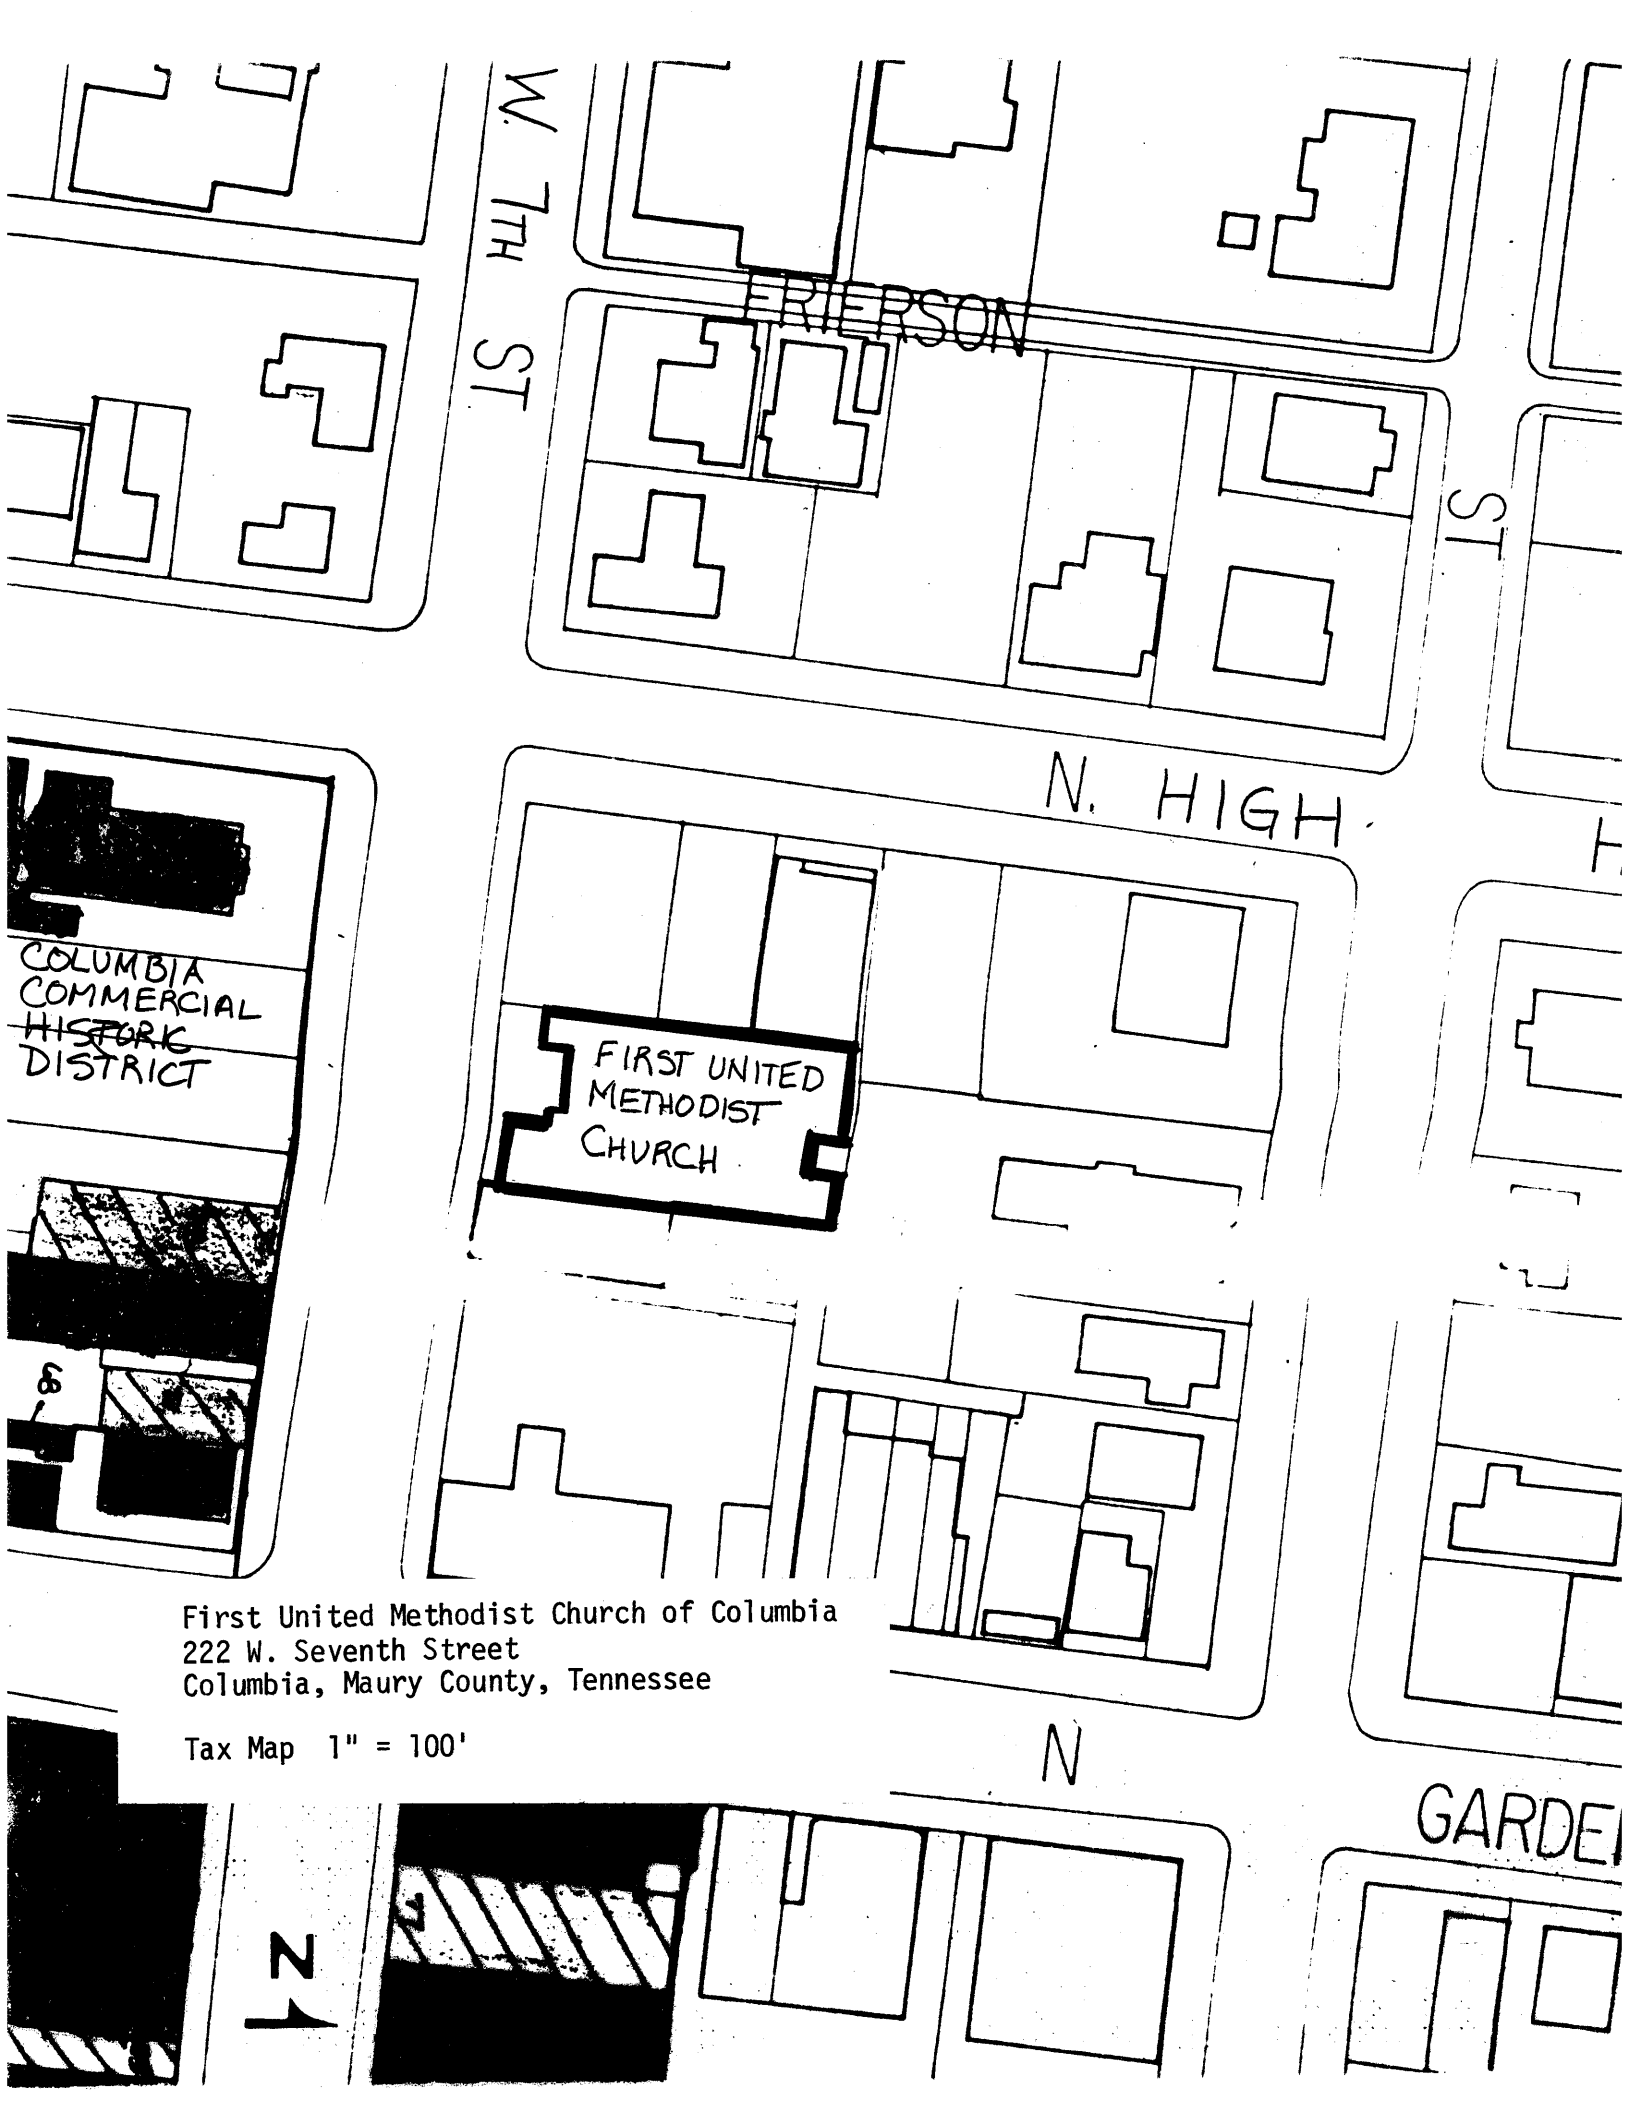 W. 7TH ST
FRIERSON
ST
N. HIGH
COLUMBIA
COMMERCIAL
HISTORIC
DISTRICT
FIRST UNITED
METHODIST
CHURCH
First United Methodist Church of Columbia
222 W. Seventh Street
Columbia, Maury County, Tennessee
Tax Map 1" = 100'
N
GARDE
N